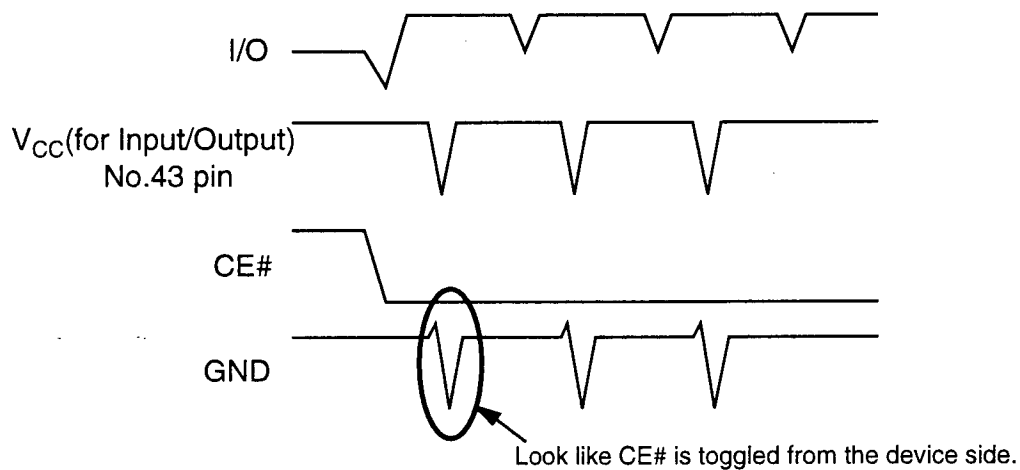 I/O
VCC(for Input/Output)
No.43 pin
CE#
GND
Look like CE# is toggled from the device side.